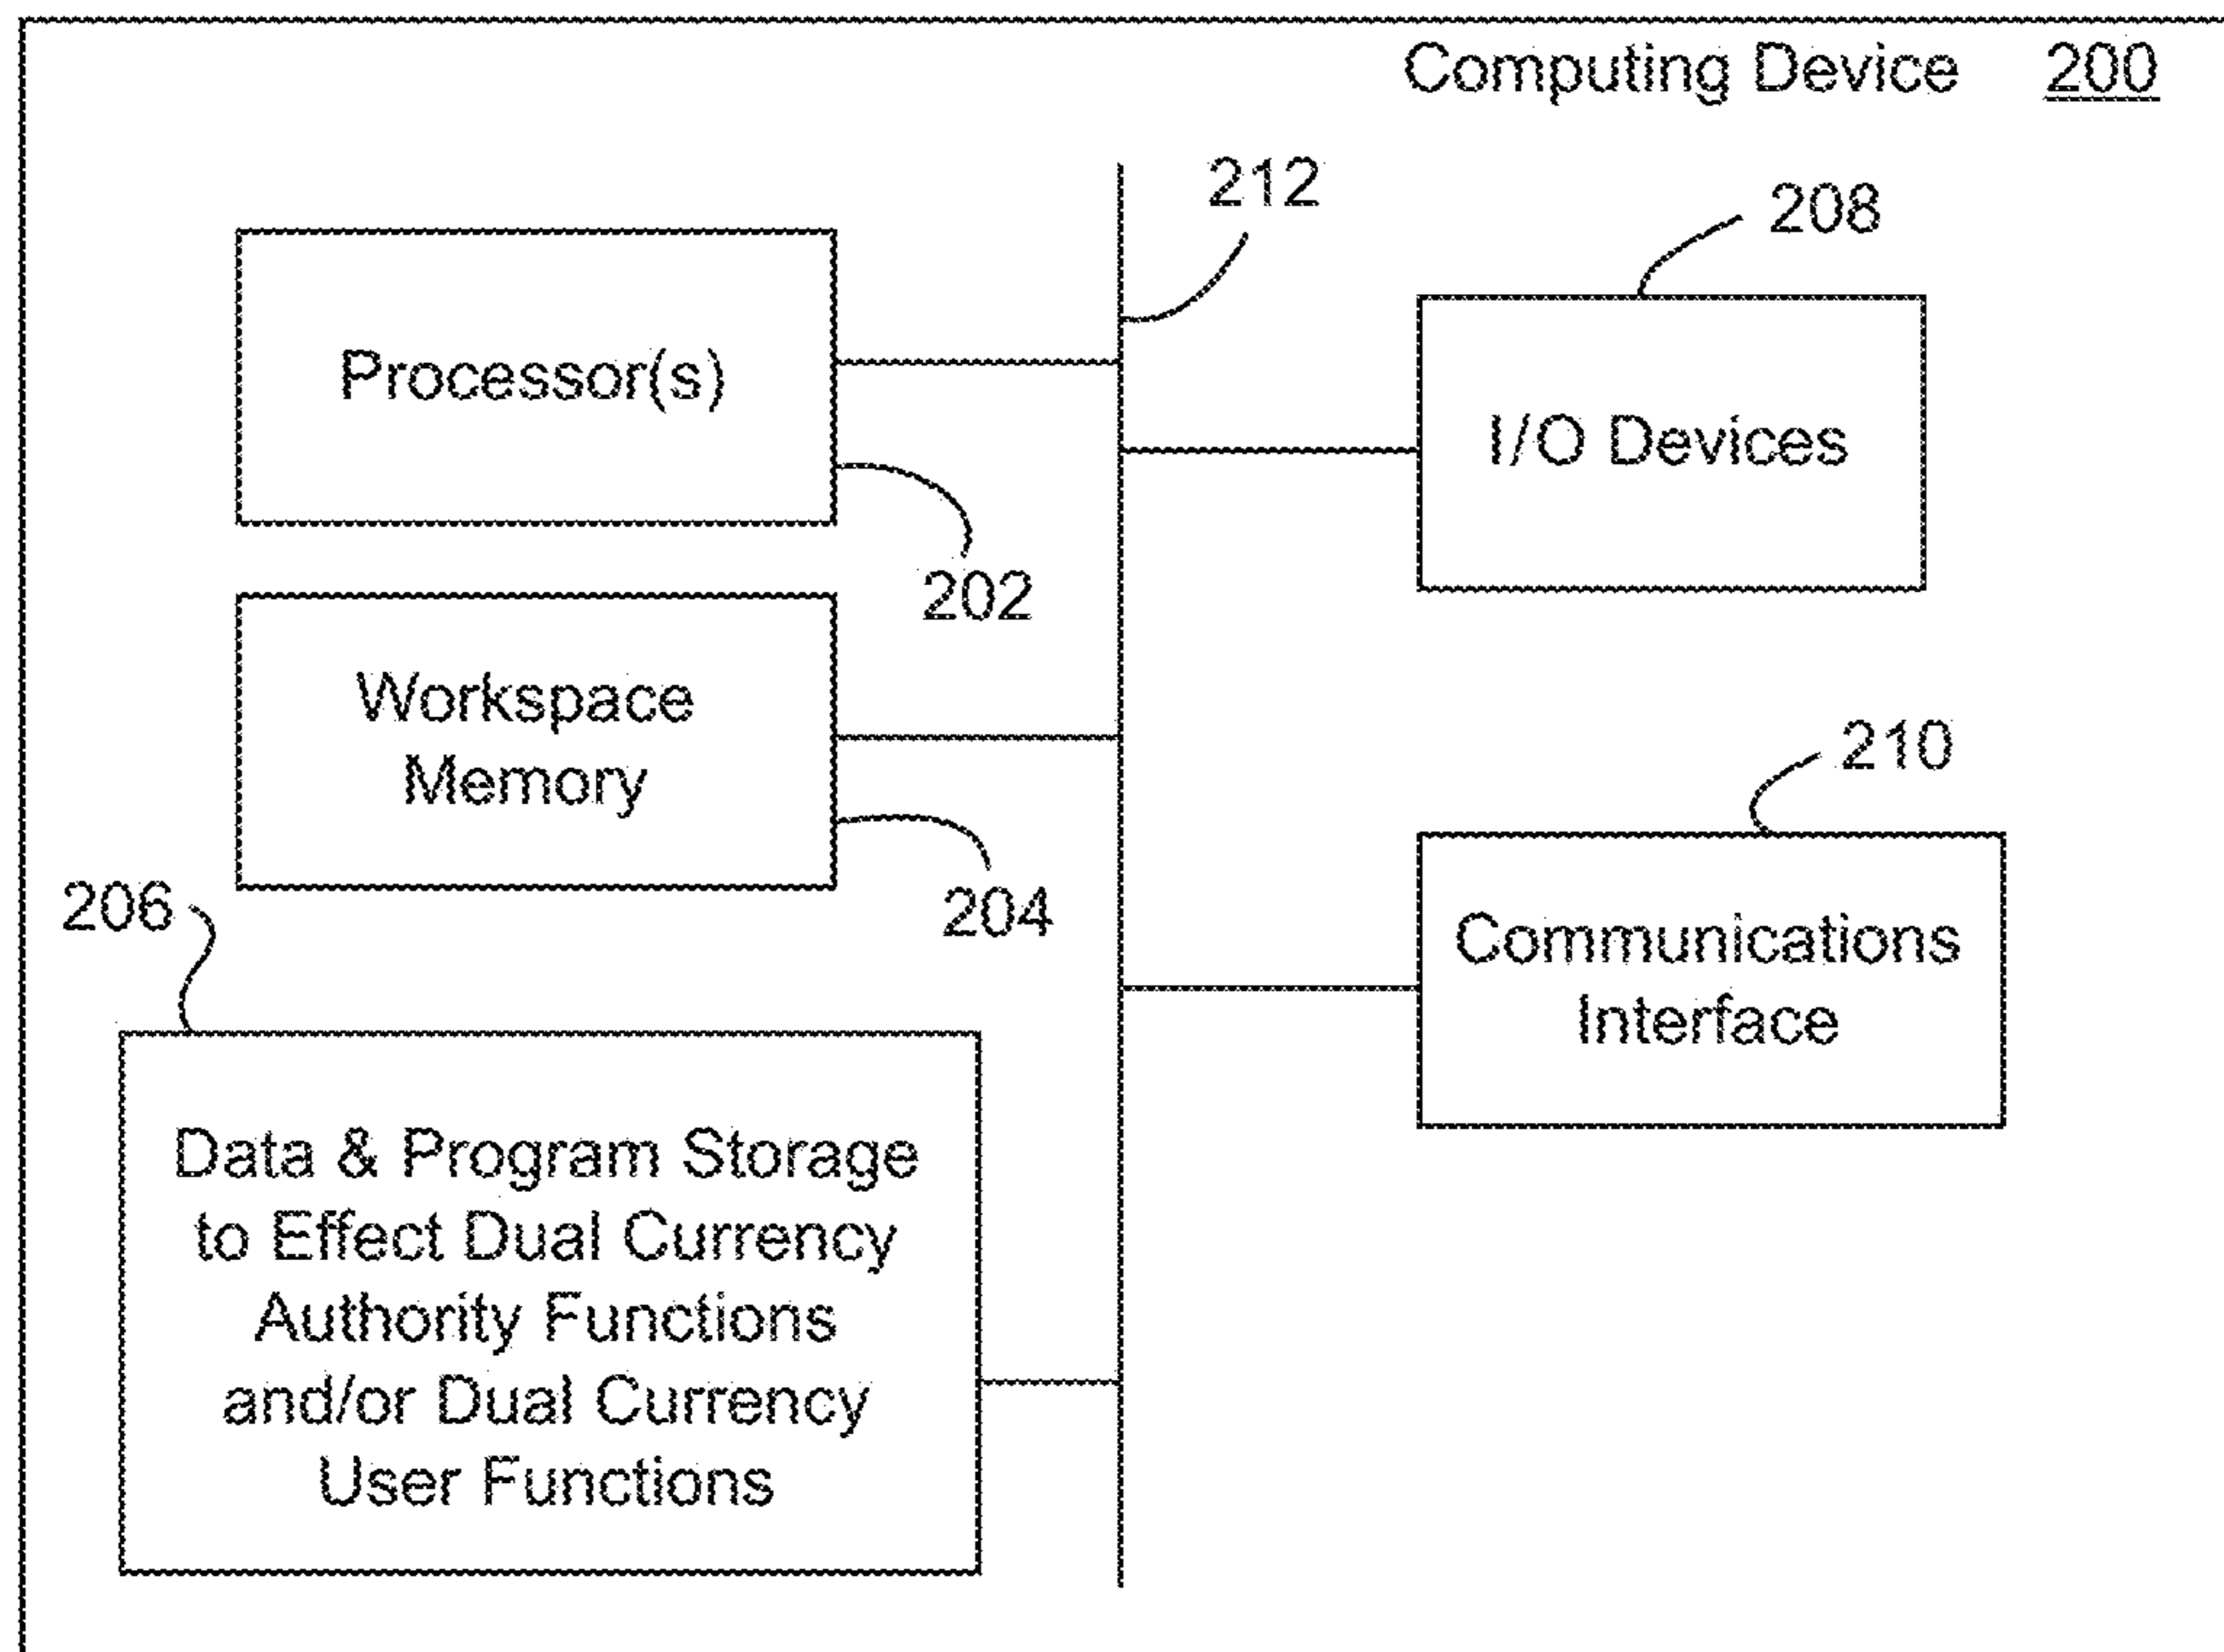 Computing Device 200
212
208
Processor(s)
I/O Devices
202
Workspace
Memory
210
204
206
Communications
Interface
Data & Program Storage
to Effect Dual Currency
Authority Functions
and/or Dual Currency
User Functions